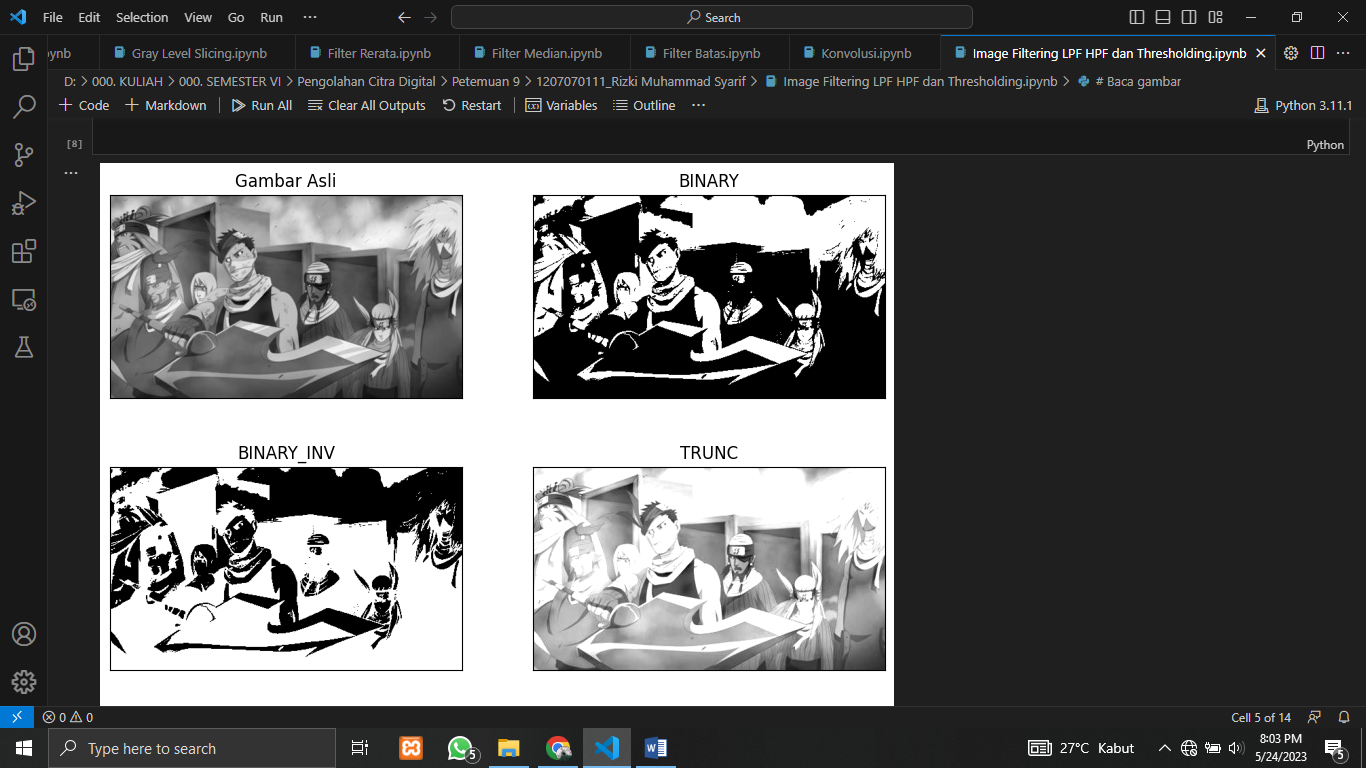 File Edit Selection View Go Run ··· Search
ynb Gray Level Slicing.ipynb Filter Rerata.ipynb Filter Median.ipynb Filter Batas.ipynb Konvolusi.ipynb Image Filtering LPF HPF dan Thresholding.ipynb
D: > 000. KULIAH > 000. SEMESTER VI > Pengolahan Citra Digital > Petemuan 9 > 1207070111_Rizki Muhammad Syarif > Image Filtering LPF HPF dan Thresholding.ipynb > # Baca gambar
+ Code + Markdown Run All Clear All Outputs Restart Variables Outline ··· Python 3.11.1
[8] Python
Gambar Asli BINARY
BINARY_INV TRUNC
0 0 Cell 5 of 14
Type here to search 5 27°C Kabut 8:03 PM 5
5/24/2023